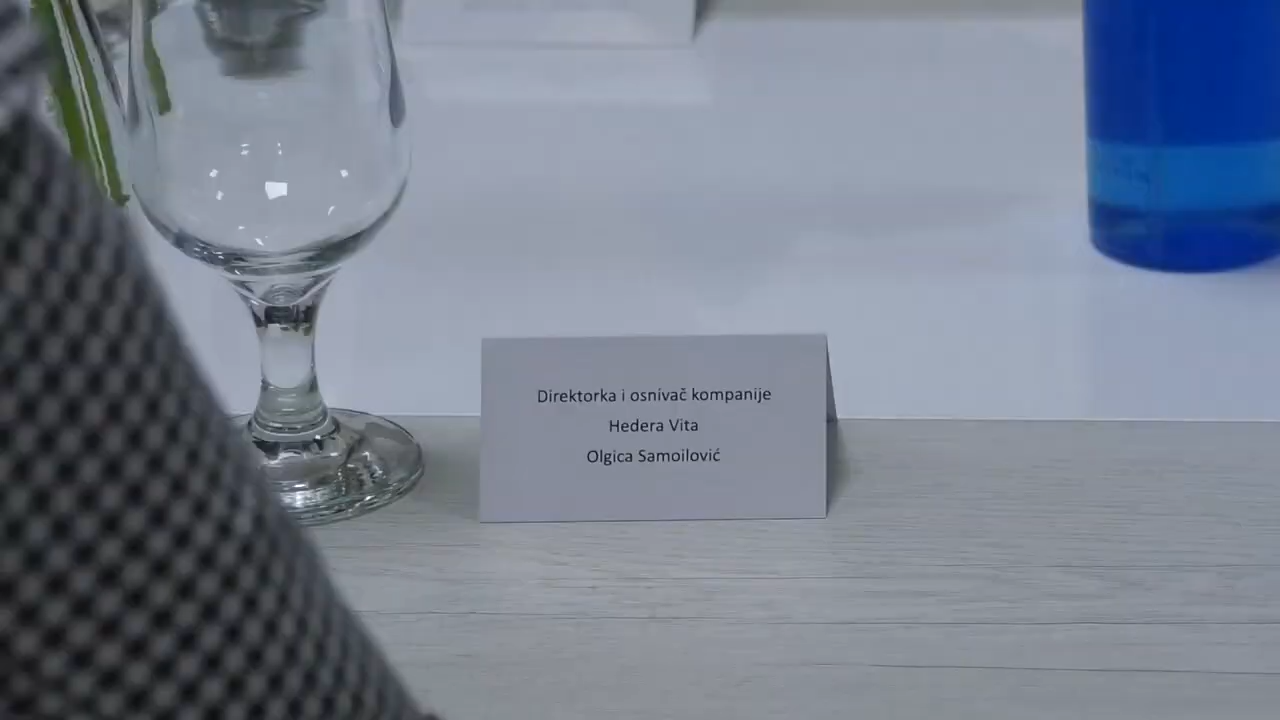 Direktorka i osnivač kompanije
Hedera Vita
Olgica Samoilović